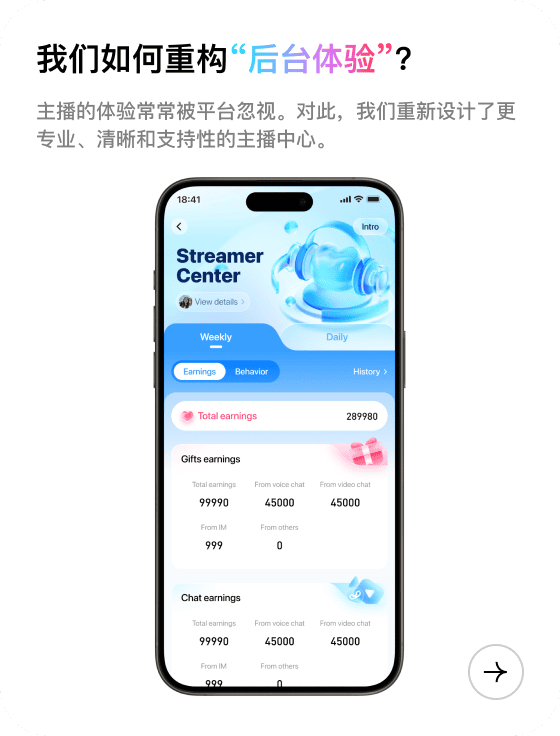 我们如何重构“后台体验”?
主播的体验常常被平台忽视。对此，我们重新设计了更
专业、清晰和支持性的主播中心。
18:41
Intro
Streamer
Center
View details
Weekly
Daily
Earnings
Behavior
History
Total earnings
289980
Gifts earnings
Total earnings
From voice chat
From video chat
99990
45000
45000
From IM
From others
999
0
Chat earnings
Total earnings
From voice chat
From video chat
99990
45000
45000
From IM
From others
999
0